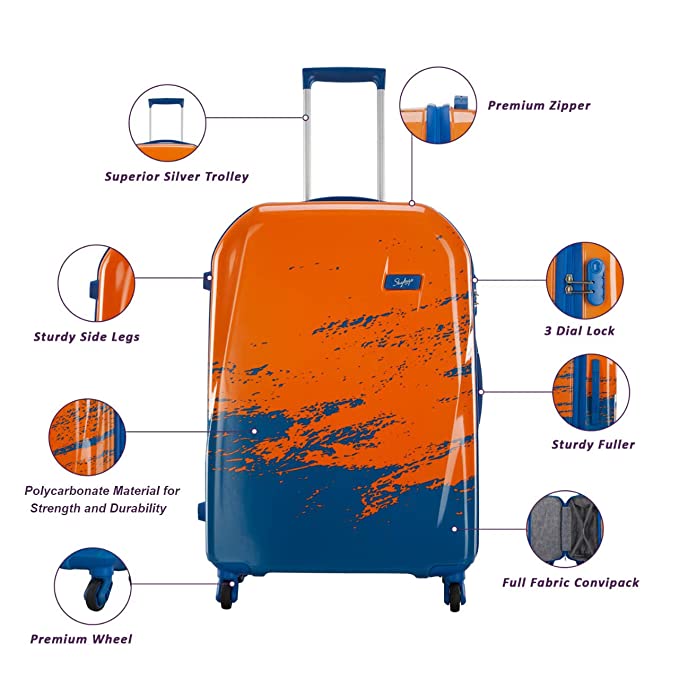 Premium Zipper
Superior Silver Trolley
Skybags
Sturdy Side Legs
3 Dial Lock
Sturdy Fuller
Polycarbonate Material for
Strength and Durability
Full Fabric Convipack
Premium Wheel